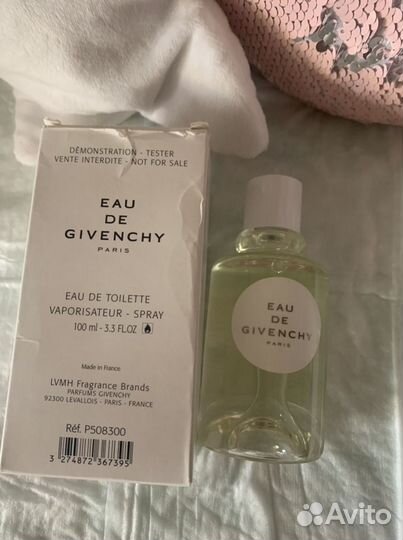 DÉMONSTRATION - TESTER
VENTE INTERDITE - NOT FOR SALE
EAU
DE
GIVENCHY
PARIS
EAU DE TOILETTE
VAPORISATEUR - SPRAY
100 ml - 3.3 FL.OZ
Made in France
LVMH Fragrance Brands
PARFUMS GIVENCHY
92300 LEVALLOIS - PARIS - FRANCE
Réf. P508300
3 274872 367395
EAU
DE
GIVENCHY
PARIS
Avito